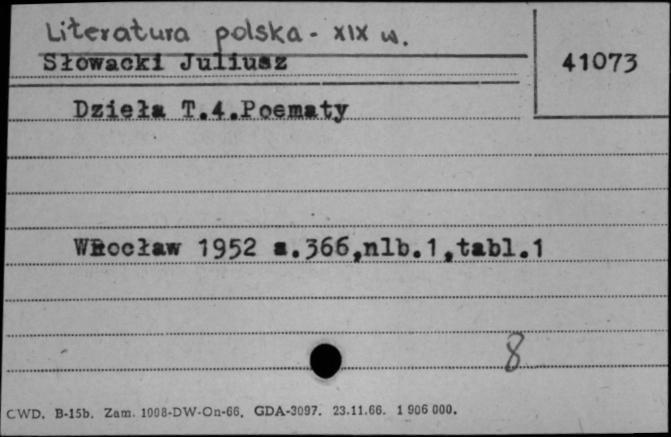 Literatura polska - XIX w.
Słowacki Juliusz
41073
Dzieła T.4.Poematy
Wrocław 1952 s.366,nlb.1,tabl.1
8
CWD. B-15b. Zam. 1008-DW-On-66. GDA-3097. 23.11.66. 1 906 000.